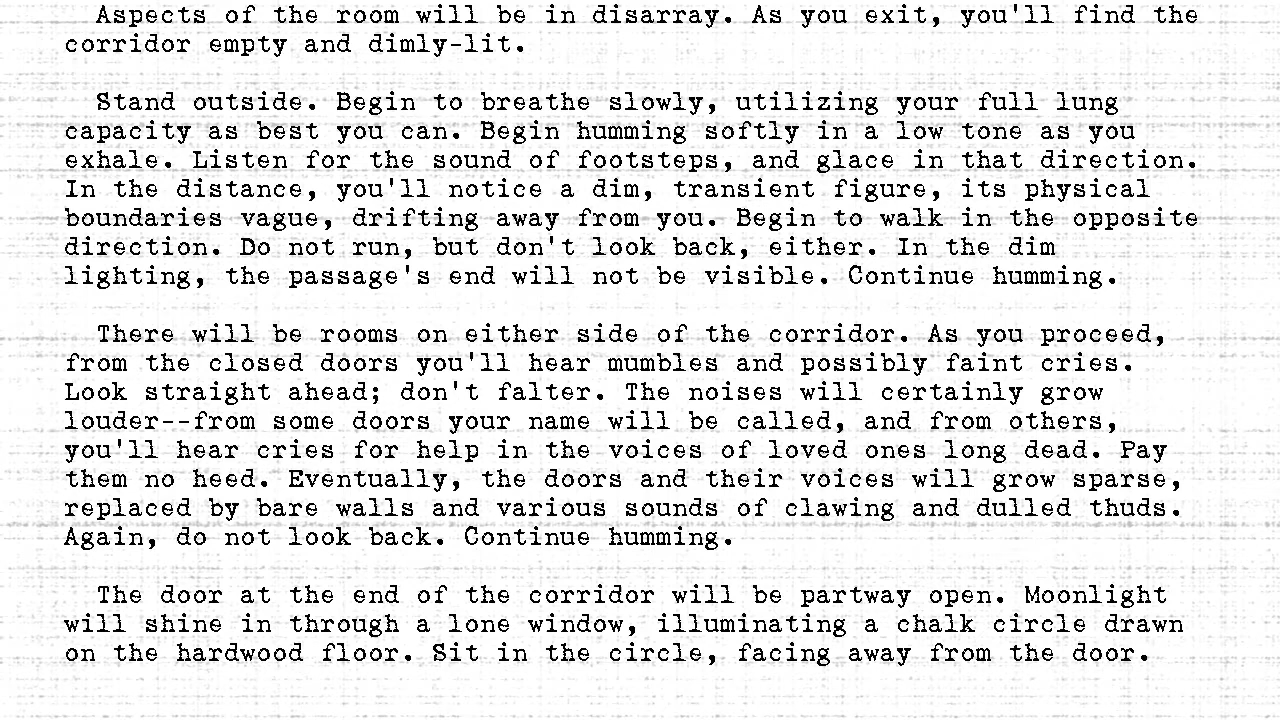 Aspects of the room will be in disarray. As you exit, you'll find the
corridor empty and dimly-lit.
Stand outside. Begin to breathe slowly, utilizing your full lung
capacity as best you can. Begin humming softly in a low tone as you
exhale. Listen for the sound of footsteps, and glace in that direction.
In the distance, you'll notice a dim, transient figure, its physical
boundaries vague, drifting away from you. Begin to walk in the opposite
direction. Do not run, but don't look back, either. In the dim
lighting, the passage's end will not be visible. Continue humming.
There will be rooms on either side of the corridor. As you proceed,
from the closed doors you'll hear mumbles and possibly faint cries.
Look straight ahead; don't falter. The noises will certainly grow
louder--from some doors your name will be called, and from others,
you'll hear cries for help in the voices of loved ones long dead. Pay
them no heed. Eventually, the doors and their voices will grow sparse,
replaced by bare walls and various sounds of clawing and dulled thuds.
Again, do not look back. Continue humming.
The door at the end of the corridor will be partway open. Moonlight
will shine in through a lone window, illuminating a chalk circle drawn
on the hardwood floor. Sit in the circle, facing away from the door.